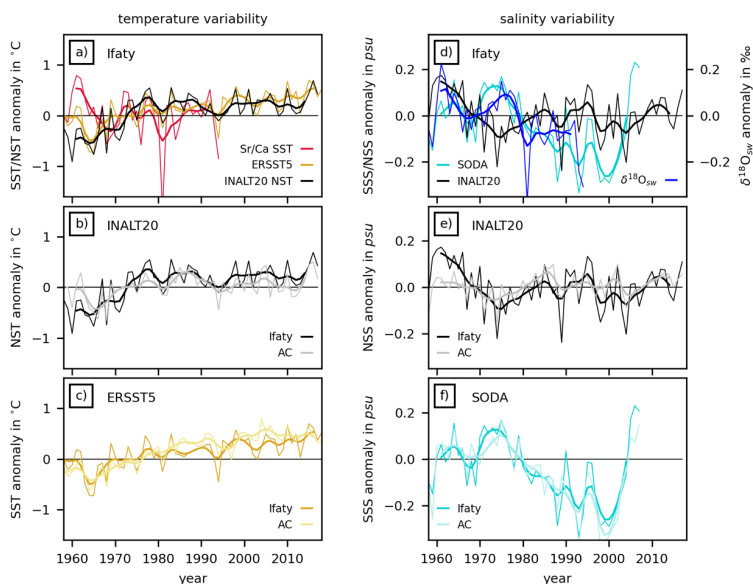 temperature variability
salinity variability
a) Ifaty
SST/NST anomaly in °C
1
0
−1
Sr/Ca SST
ERSST5
INALT20 NST
d) Ifaty
SSS/NSS anomaly in psu
0.2
0.0
−0.2
SODA
INALT20
δ18Osw
0.2
0.0
−0.2
δ18Osw anomaly in ‰
b) INALT20
NST anomaly in °C
1
0
−1
Ifaty
AC
e) INALT20
NSS anomaly in psu
0.2
0.0
−0.2
Ifaty
AC
c) ERSST5
SST anomaly in °C
1
0
−1
Ifaty
AC
1960 1970 1980 1990 2000 2010
year
f) SODA
SSS anomaly in psu
0.2
0.0
−0.2
Ifaty
AC
1960 1970 1980 1990 2000 2010
year